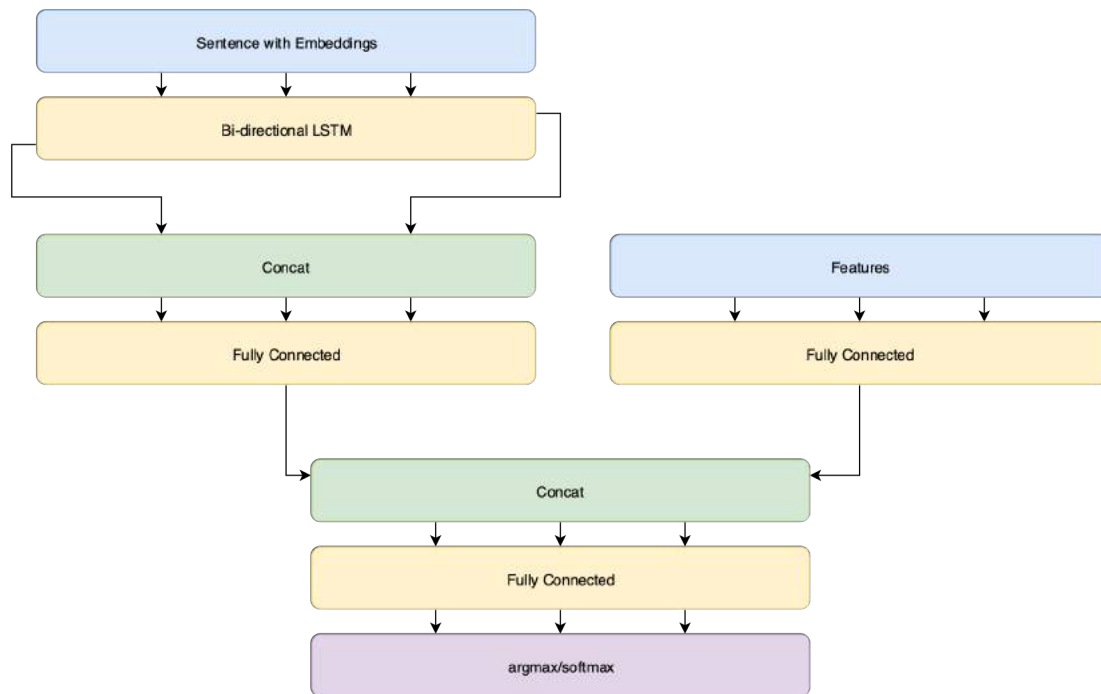 Sentence with Embeddings
Bi-directional LSTM
Concat
Features
Fully Connected
Fully Connected
Concat
Fully Connected
argmax/softmax